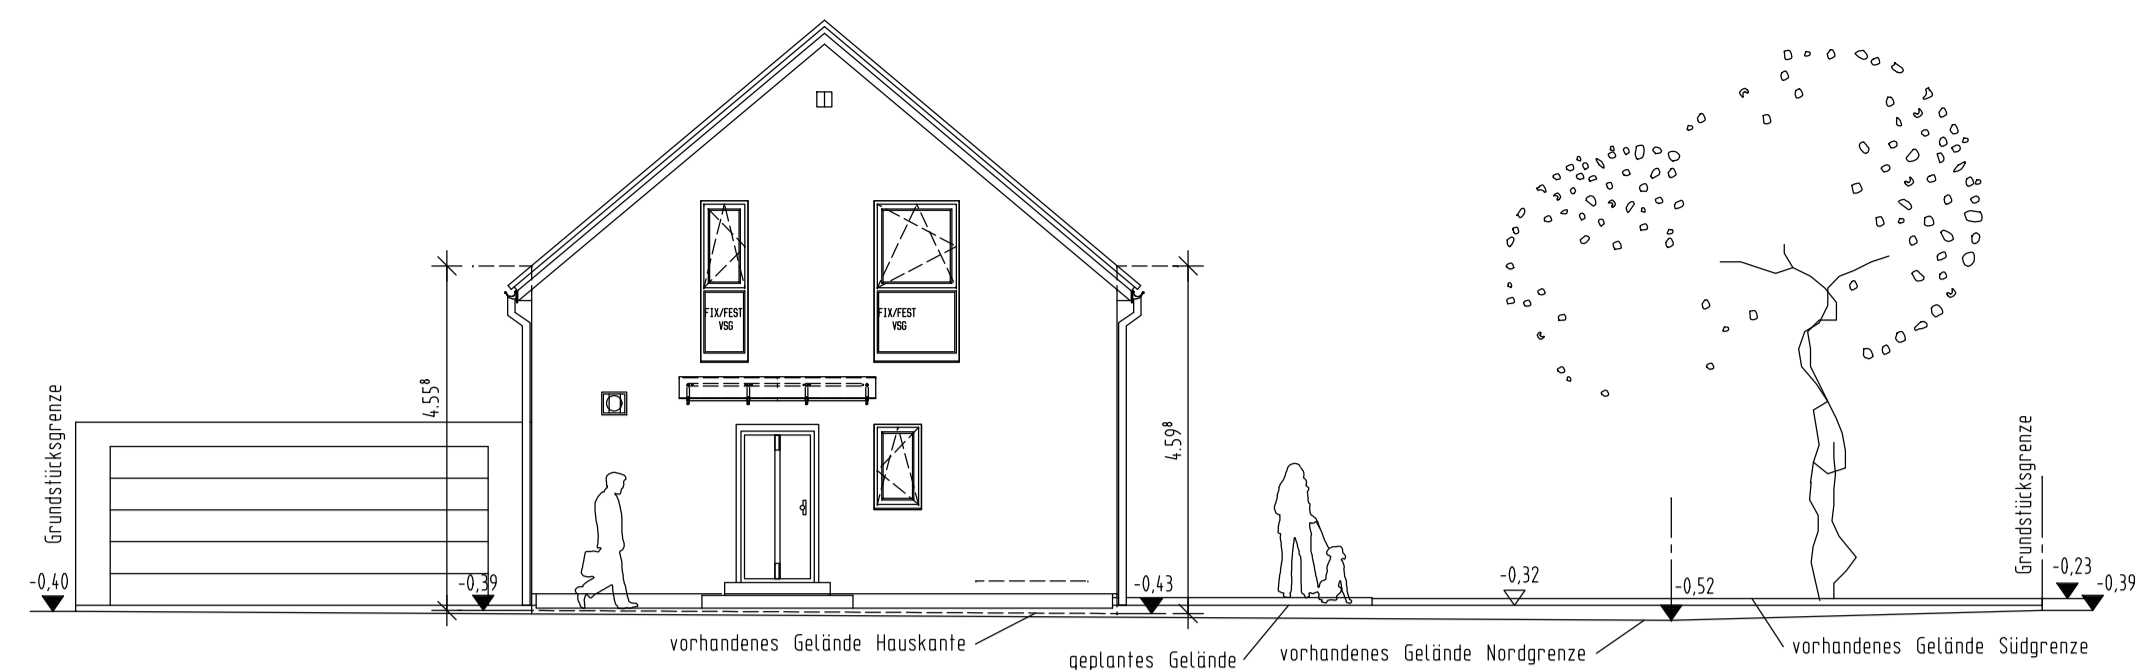 FIX/FEST
VSG
FIX/FEST
VSG
4.55⁸
4.59⁸
Grundstücksgrenze
Grundstücksgrenze
-0,40
-0,39
-0,43
-0,32
-0,52
-0,23
-0,39
vorhandenes Gelände Hauskante
geplantes Gelände
vorhandenes Gelände Nordgrenze
vorhandenes Gelände Südgrenze